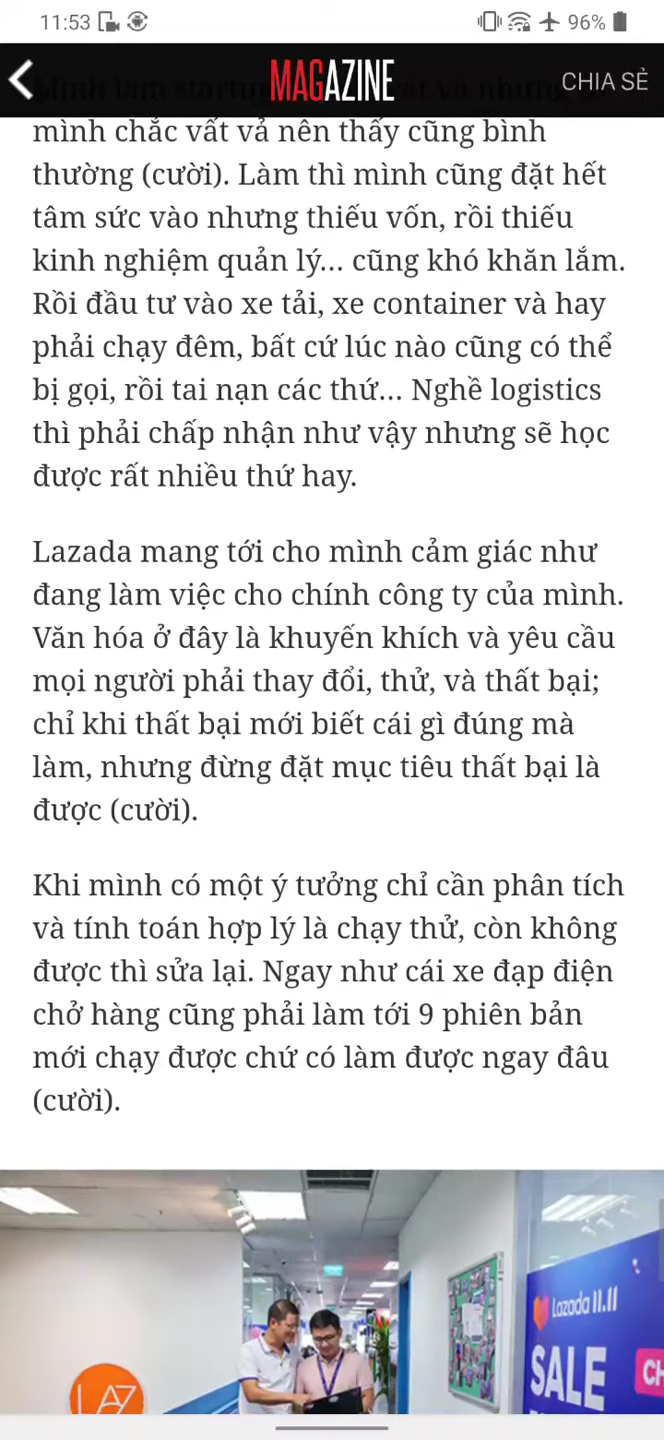 11:53
96%
MAGAZINE
CHIA SẺ
mình chắc vất vả nên thấy cũng bình
thường (cười). Làm thì mình cũng đặt hết
tâm sức vào nhưng thiếu vốn, rồi thiếu
kinh nghiệm quản lý... cũng khó khăn lắm.
Rồi đầu tư vào xe tải, xe container và hay
phải chạy đêm, bất cứ lúc nào cũng có thể
bị gọi, rồi tai nạn các thứ... Nghề logistics
thì phải chấp nhận như vậy nhưng sẽ học
được rất nhiều thứ hay.
Lazada mang tới cho mình cảm giác như
đang làm việc cho chính công ty của mình.
Văn hóa ở đây là khuyến khích và yêu cầu
mọi người phải thay đổi, thử, và thất bại;
chỉ khi thất bại mới biết cái gì đúng mà
làm, nhưng đừng đặt mục tiêu thất bại là
được (cười).
Khi mình có một ý tưởng chỉ cần phân tích
và tính toán hợp lý là chạy thử, còn không
được thì sửa lại. Ngay như cái xe đạp điện
chở hàng cũng phải làm tới 9 phiên bản
mới chạy được chứ có làm được ngay đâu
(cười).
Lazada 11.11
SALE
CH
LAZ